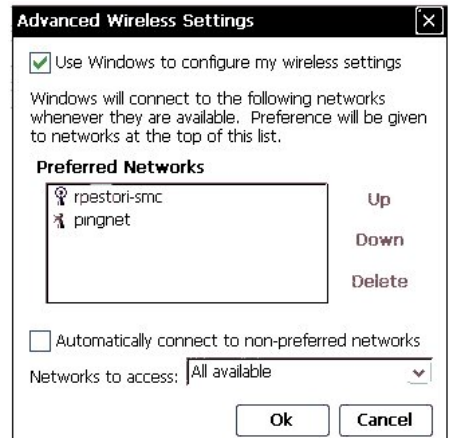 Advanced Wireless Settings
Use Windows to configure my wireless settings
Windows will connect to the following networks
whenever they are available. Preference will be given
to networks at the top of this list.
Preferred Networks
rpestori-smc
pingnet
Up
Down
Delete
Automatically connect to non-preferred networks
Networks to access: All available
Ok Cancel